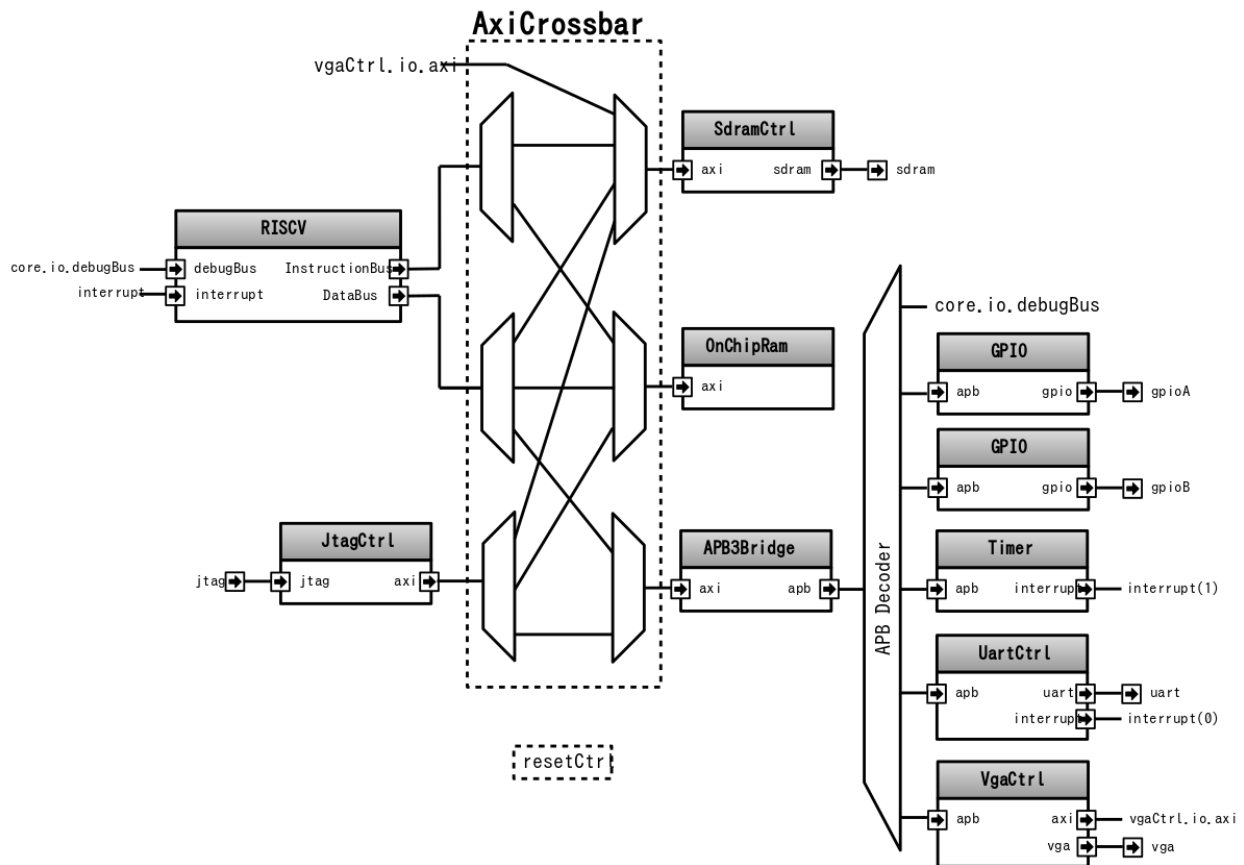 AxiCrossbar
vgaCtrl.io.axi
SdramCtrl
axi sdram sdram
RISCV
core.io.debugBus debugBus InstructionBus
interrupt interrupt DataBus
core.io.debugBus
OnChipRam
axi
GPIO
apb gpio gpioA
GPIO
apb gpio gpioB
JtagCtrl
jtag jtag axi
APB3Bridge
axi apb
APB Decoder
Timer
apb interrupt interrupt(1)
UartCtrl
apb uart uart
interrupt interrupt(0)
resetCtrl
VgaCtrl
apb axi vgaCtrl.io.axi
vga vga